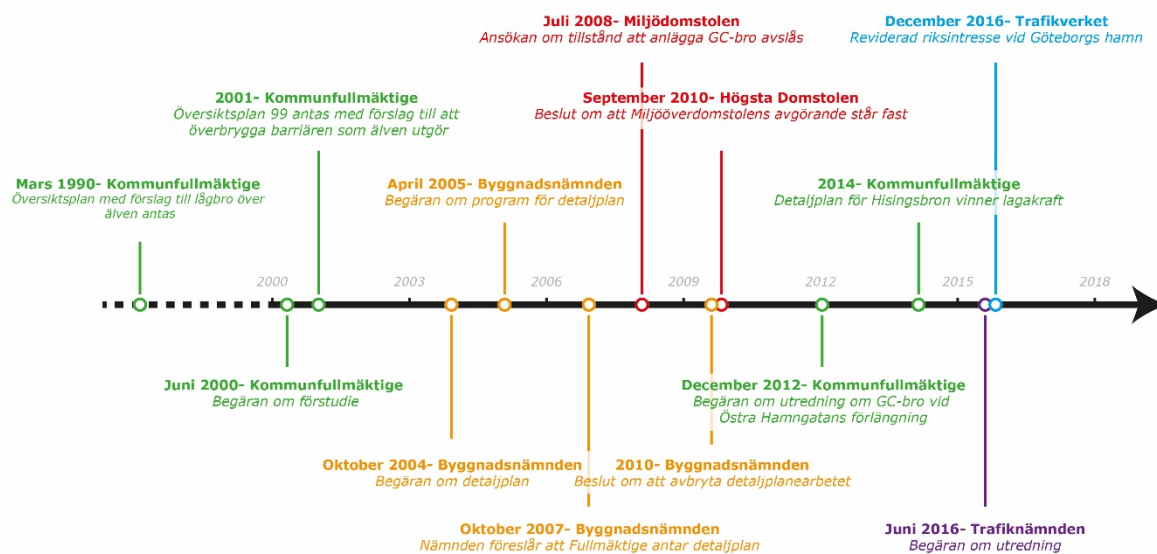 Juli 2008- Miljödomstolen
Ansökan om tillstånd att anlägga GC-bro avslås
December 2016- Trafikverket
Reviderad riksintresse vid Göteborgs hamn
2001- Kommunfullmäktige
Översiktsplan 99 antas med förslag till att
överbrygga barriären som älven utgör
September 2010- Högsta Domstolen
Beslut om att Miljööverdomstolens avgörande står fast
Mars 1990- Kommunfullmäktige
Översiktsplan med förslag till lågbro över
älven antas
April 2005- Byggnadsnämnden
Begäran om program för detaljplan
2014- Kommunfullmäktige
Detaljplan för Hisingsbron vinner lagakraft
2000
2003
2006
2009
2012
2015
2018
Juni 2000- Kommunfullmäktige
Begäran om förstudie
December 2012- Kommunfullmäktige
Begäran om utredning om GC-bro vid
Östra Hamngatans förlängning
Oktober 2004- Byggnadsnämnden
Begäran om detaljplan
2010- Byggnadsnämnden
Beslut om att avbryta detaljplanearbetet
Oktober 2007- Byggnadsnämnden
Nämnden föreslår att Fullmäktige antar detaljplan
Juni 2016- Trafiknämnden
Begäran om utredning